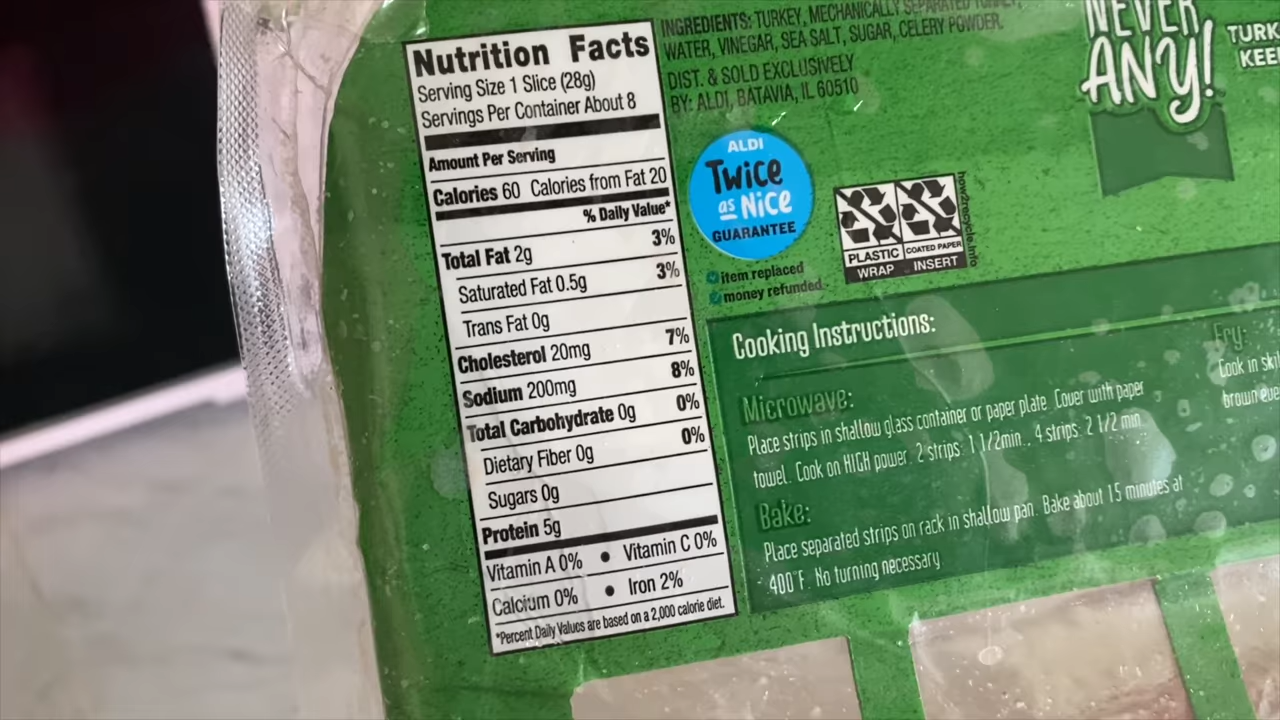 Nutrition Facts
Serving Size 1 Slice (28g)
Servings Per Container About 8
Amount Per Serving
Calories 60 Calories from Fat 20
% Daily Value*
Total Fat 2g 3%
Saturated Fat 0.5g 3%
Trans Fat 0g
Cholesterol 20mg 7%
Sodium 200mg 8%
Total Carbohydrate 0g 0%
Dietary Fiber 0g 0%
Sugars 0g
Protein 5g
Vitamin A 0% • Vitamin C 0%
Calcium 0% • Iron 2%
*Percent Daily Values are based on a 2,000 calorie diet.
INGREDIENTS: TURKEY, MECHANICALLY SEPARATED TURKEY,
WATER, VINEGAR, SEA SALT, SUGAR, CELERY POWDER.
DIST. & SOLD EXCLUSIVELY
BY: ALDI, BATAVIA, IL 60510
ALDI
Twice
as Nice
GUARANTEE
item replaced
money refunded
PLASTIC COATED PAPER
WRAP INSERT
how2recycle.info
NEVER
ANY!
TURK
KEE
Cooking Instructions:
Microwave:
Place strips in shallow glass container or paper plate. Cover with paper
towel. Cook on HIGH power. 2 strips: 1 1/2min., 4 strips: 2 1/2 min
Bake:
Place separated strips on rack in shallow pan. Bake about 15 minutes at
400°F. No turning necessary
Fry:
Cook in skil
brown eve